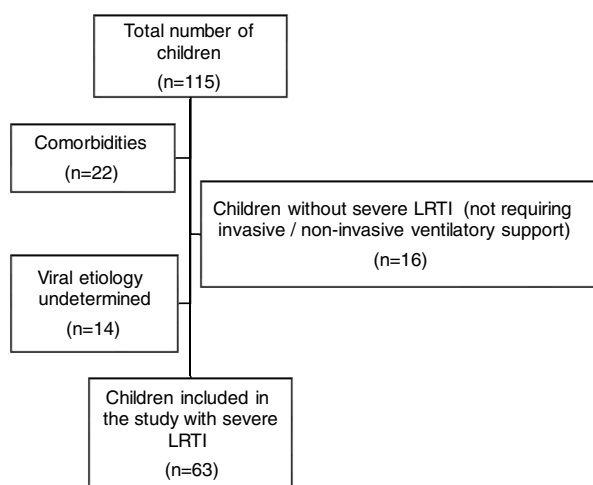 Total number of
children
(n=115)
Comorbidities
(n=22)
Children without severe LRTI (not requiring
invasive / non-invasive ventilatory support)
(n=16)
Viral etiology
undetermined
(n=14)
Children included in
the study with severe
LRTI
(n=63)